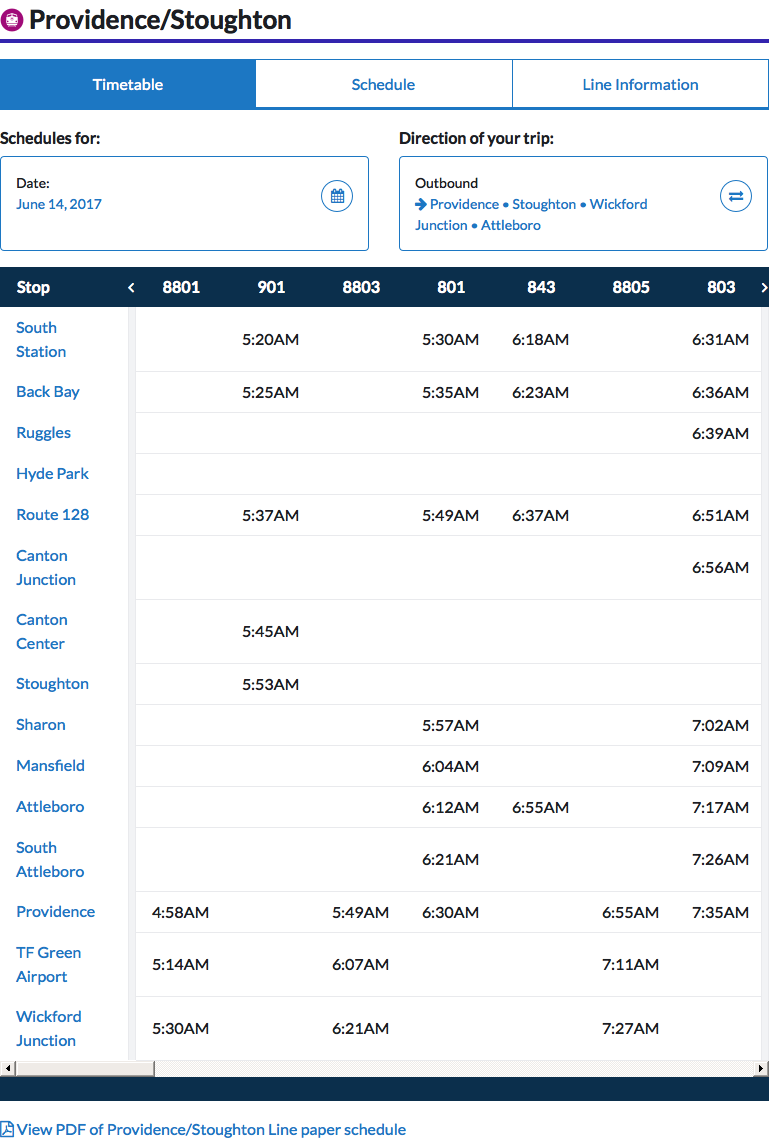 Providence/Stoughton
Timetable Schedule Line Information
Schedules for: Direction of your trip:
Date: Outbound
June 14, 2017 → Providence • Stoughton • Wickford
Junction • Attleboro
Stop 8801 901 8803 801 843 8805 803
South
Station 5:20AM 5:30AM 6:18AM 6:31AM
Back Bay 5:25AM 5:35AM 6:23AM 6:36AM
Ruggles 6:39AM
Hyde Park
Route 128 5:37AM 5:49AM 6:37AM 6:51AM
Canton
Junction 6:56AM
Canton
Center 5:45AM
Stoughton 5:53AM
Sharon 5:57AM 7:02AM
Mansfield 6:04AM 7:09AM
Attleboro 6:12AM 6:55AM 7:17AM
South
Attleboro 6:21AM 7:26AM
Providence 4:58AM 5:49AM 6:30AM 6:55AM 7:35AM
TF Green
Airport 5:14AM 6:07AM 7:11AM
Wickford
Junction 5:30AM 6:21AM 7:27AM
View PDF of Providence/Stoughton Line paper schedule